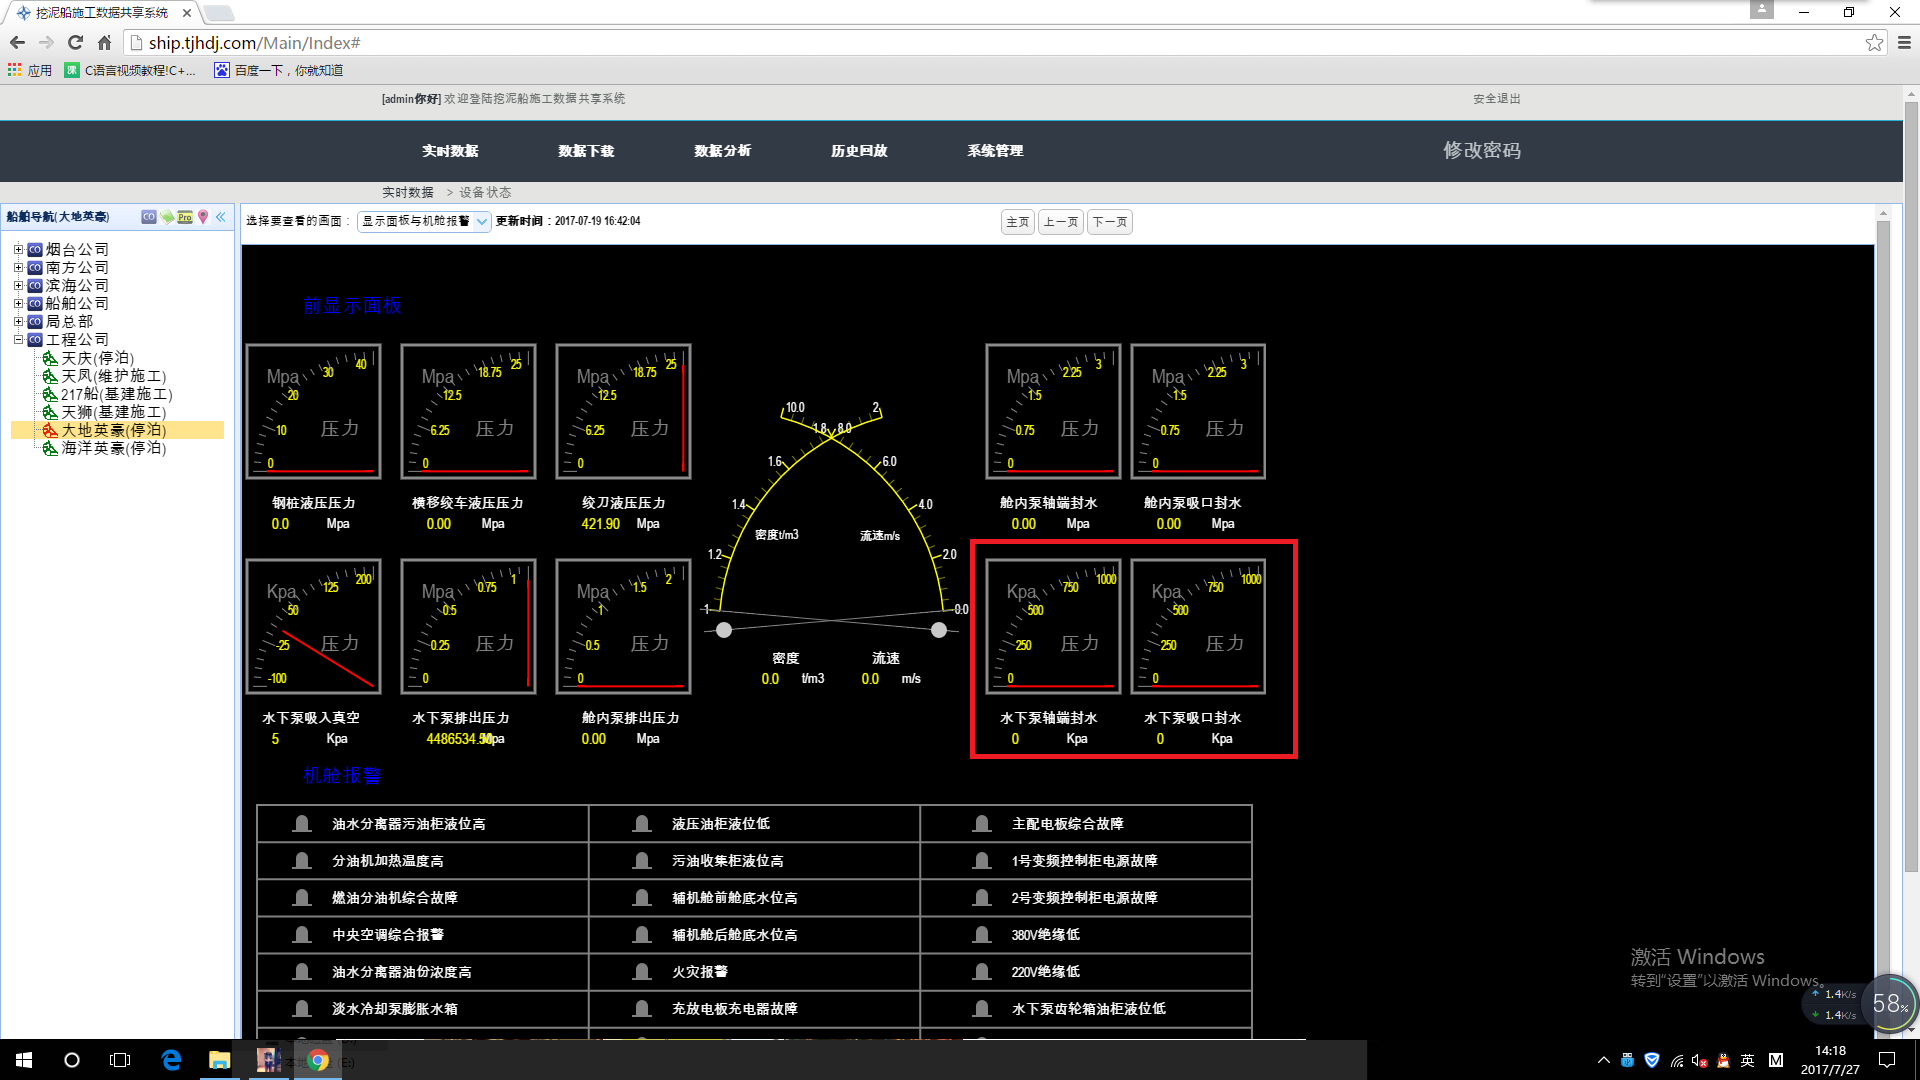 挖泥船施工数据共享系统
ship.tjhdj.com/Main/Index#
应用 C语言视频教程!C+... 百度一下，你就知道
[admin你好] 欢迎登陆挖泥船施工数据共享系统 安全退出
实时数据 数据下载 数据分析 历史回放 系统管理 修改密码
实时数据 > 设备状态
船舶导航(大地英豪) CO Pro
选择要查看的画面： 显示面板与机舱报警 更新时间：2017-07-19 16:42:04 主页 上一页 下一页
CO 烟台公司
CO 南方公司
CO 滨海公司
CO 船舶公司
CO 局总部
CO 工程公司
天庆(停泊)
天凤(维护施工)
217船(基建施工)
天狮(基建施工)
大地英豪(停泊)
海洋英豪(停泊)
前显示面板
Mpa 0 10 20 30 40 压力
钢桩液压压力
0.0 Mpa
Mpa 0 6.25 12.5 18.75 25 压力
横移绞车液压压力
0.00 Mpa
Mpa 0 6.25 12.5 18.75 25 压力
绞刀液压压力
421.90 Mpa
10.0 2
1.8 8.0
1.6 6.0
1.4 4.0
密度t/m3 流速m/s
1.2 2.0
1 0.0
密度 流速
0.0 t/m3 0.0 m/s
Mpa 0 0.75 1.5 2.25 3 压力
舱内泵轴端封水
0.00 Mpa
Mpa 0 0.75 1.5 2.25 3 压力
舱内泵吸口封水
0.00 Mpa
Kpa -100 -25 50 125 200 压力
水下泵吸入真空
5 Kpa
Mpa 0 0.25 0.5 0.75 1 压力
水下泵排出压力
4486534.50 Mpa
Mpa 0 0.5 1 1.5 2 压力
舱内泵排出压力
0.00 Mpa
Kpa 0 250 500 750 1000 压力
水下泵轴端封水
0 Kpa
Kpa 0 250 500 750 1000 压力
水下泵吸口封水
0 Kpa
机舱报警
油水分离器污油柜液位高 液压油柜液位低 主配电板综合故障
分油机加热温度高 污油收集柜液位高 1号变频控制柜电源故障
燃油分油机综合故障 辅机舱前舱底水位高 2号变频控制柜电源故障
中央空调综合报警 辅机舱后舱底水位高 380V绝缘低
油水分离器油份浓度高 火灾报警 220V绝缘低
淡水冷却泵膨胀水箱 充放电板充电器故障 水下泵齿轮箱油柜液位低
激活 Windows
转到“设置”以激活 Windows。
1.4K/s
1.4K/s
58%
英 M
14:18
2017/7/27